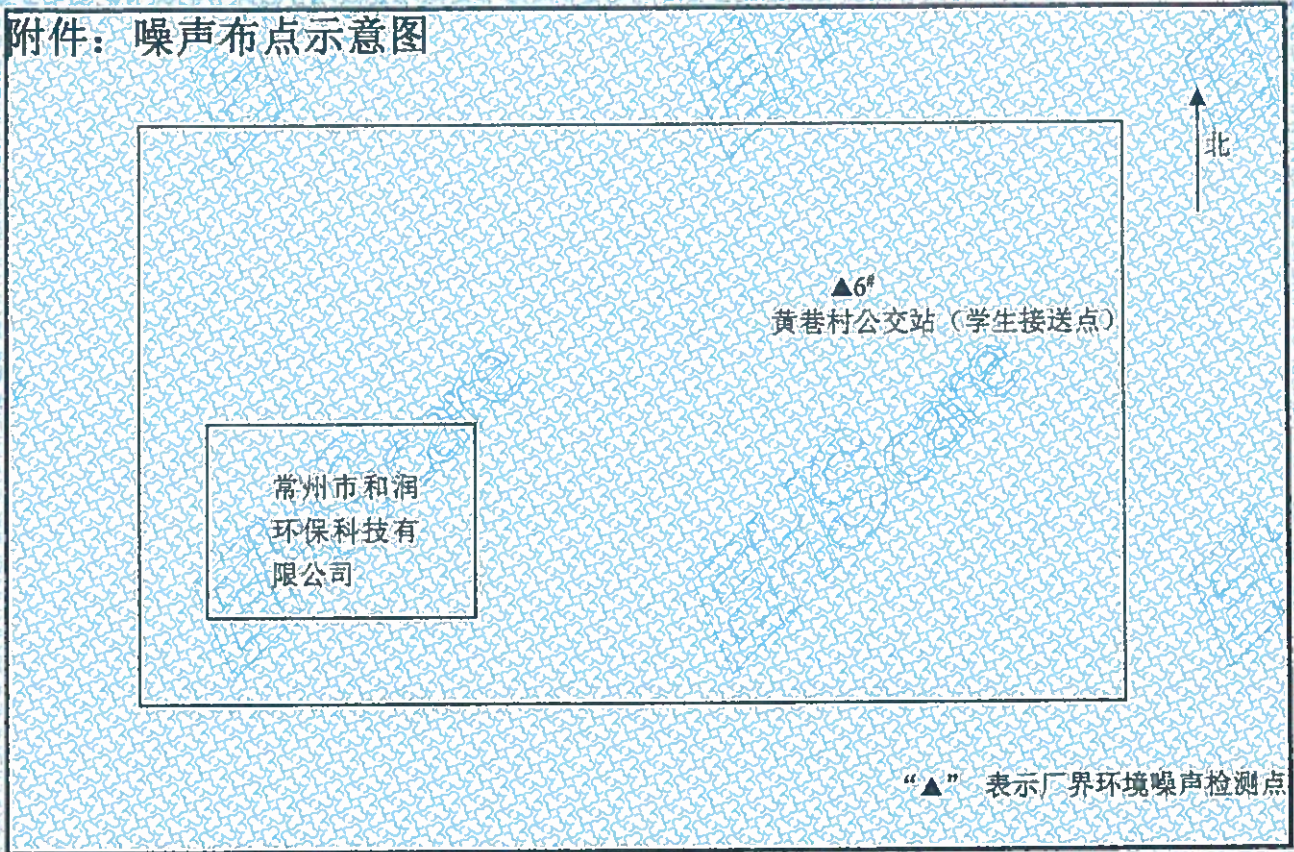 附件：噪声布点示意图
北
▲6#
黄巷村公交站（学生接送点）
常州市和润
环保科技有
限公司
“▲” 表示厂界环境噪声检测点